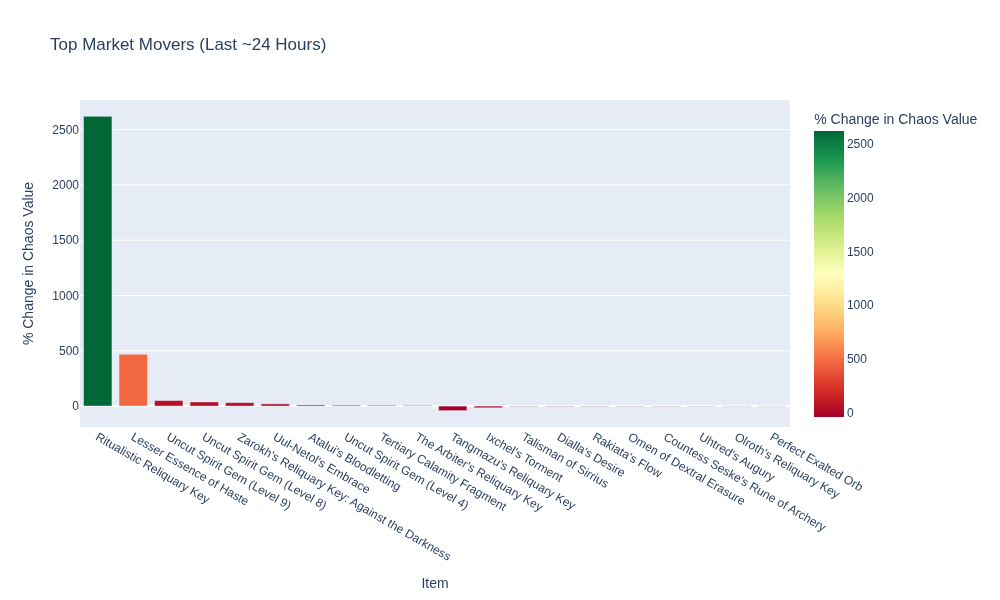 Top Market Movers (Last ~24 Hours)
% Change in Chaos Value
2500
2000
1500
1000
500
0
Ritualistic Reliquary Key
Lesser Essence of Haste
Uncut Spirit Gem (Level 9)
Uncut Spirit Gem (Level 8)
Zarokh's Reliquary Key: Against the Darkness
Uul-Netol's Embrace
Atalui's Bloodletting
Uncut Spirit Gem (Level 4)
Tertiary Calamity Fragment
The Arbiter's Reliquary Key
Tangmazu's Reliquary Key
Ixchel's Torment
Talisman of Sirrius
Dialla's Desire
Rakiata's Flow
Omen of Dextral Erasure
Countess Seske's Rune of Archery
Uhtred's Augury
Olroth's Reliquary Key
Perfect Exalted Orb
Item
% Change in Chaos Value
2500
2000
1500
1000
500
0